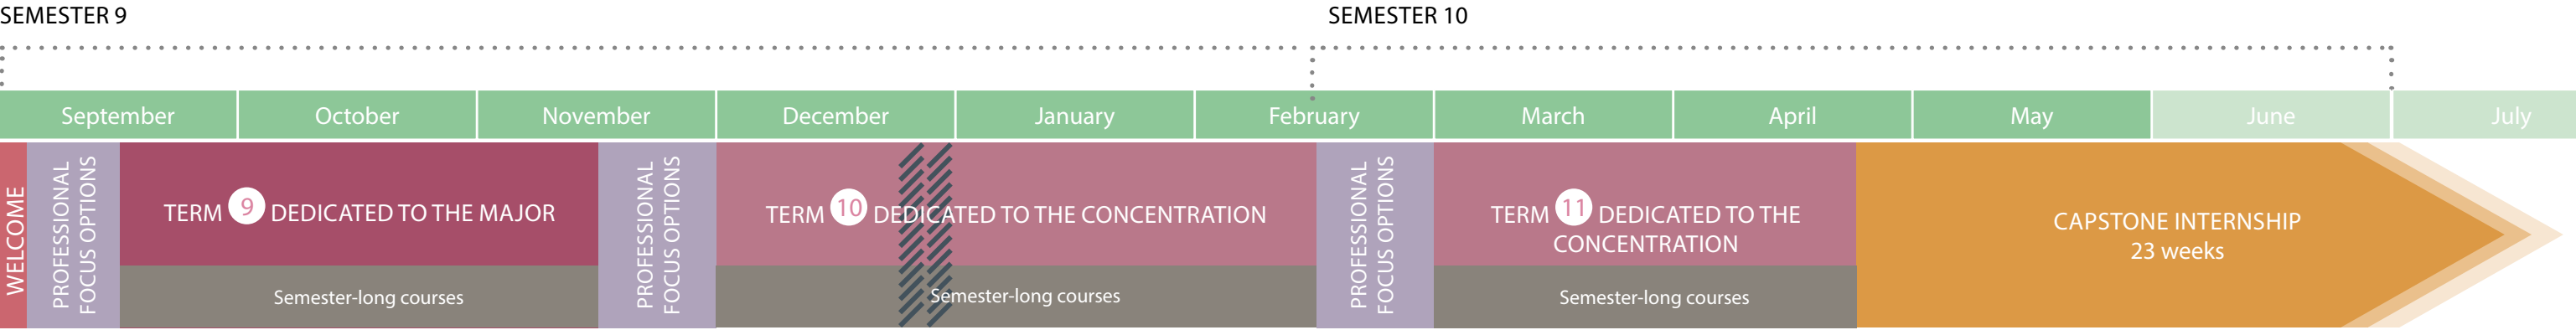 SEMESTER 9
SEMESTER 10
September
October
November
December
January
February
March
April
May
June
July
WELCOME
PROFESSIONAL
FOCUS OPTIONS
TERM 9 DEDICATED TO THE MAJOR
Semester-long courses
PROFESSIONAL
FOCUS OPTIONS
TERM 10 DEDICATED TO THE CONCENTRATION
Semester-long courses
PROFESSIONAL
FOCUS OPTIONS
TERM 11 DEDICATED TO THE
CONCENTRATION
Semester-long courses
CAPSTONE INTERNSHIP
23 weeks